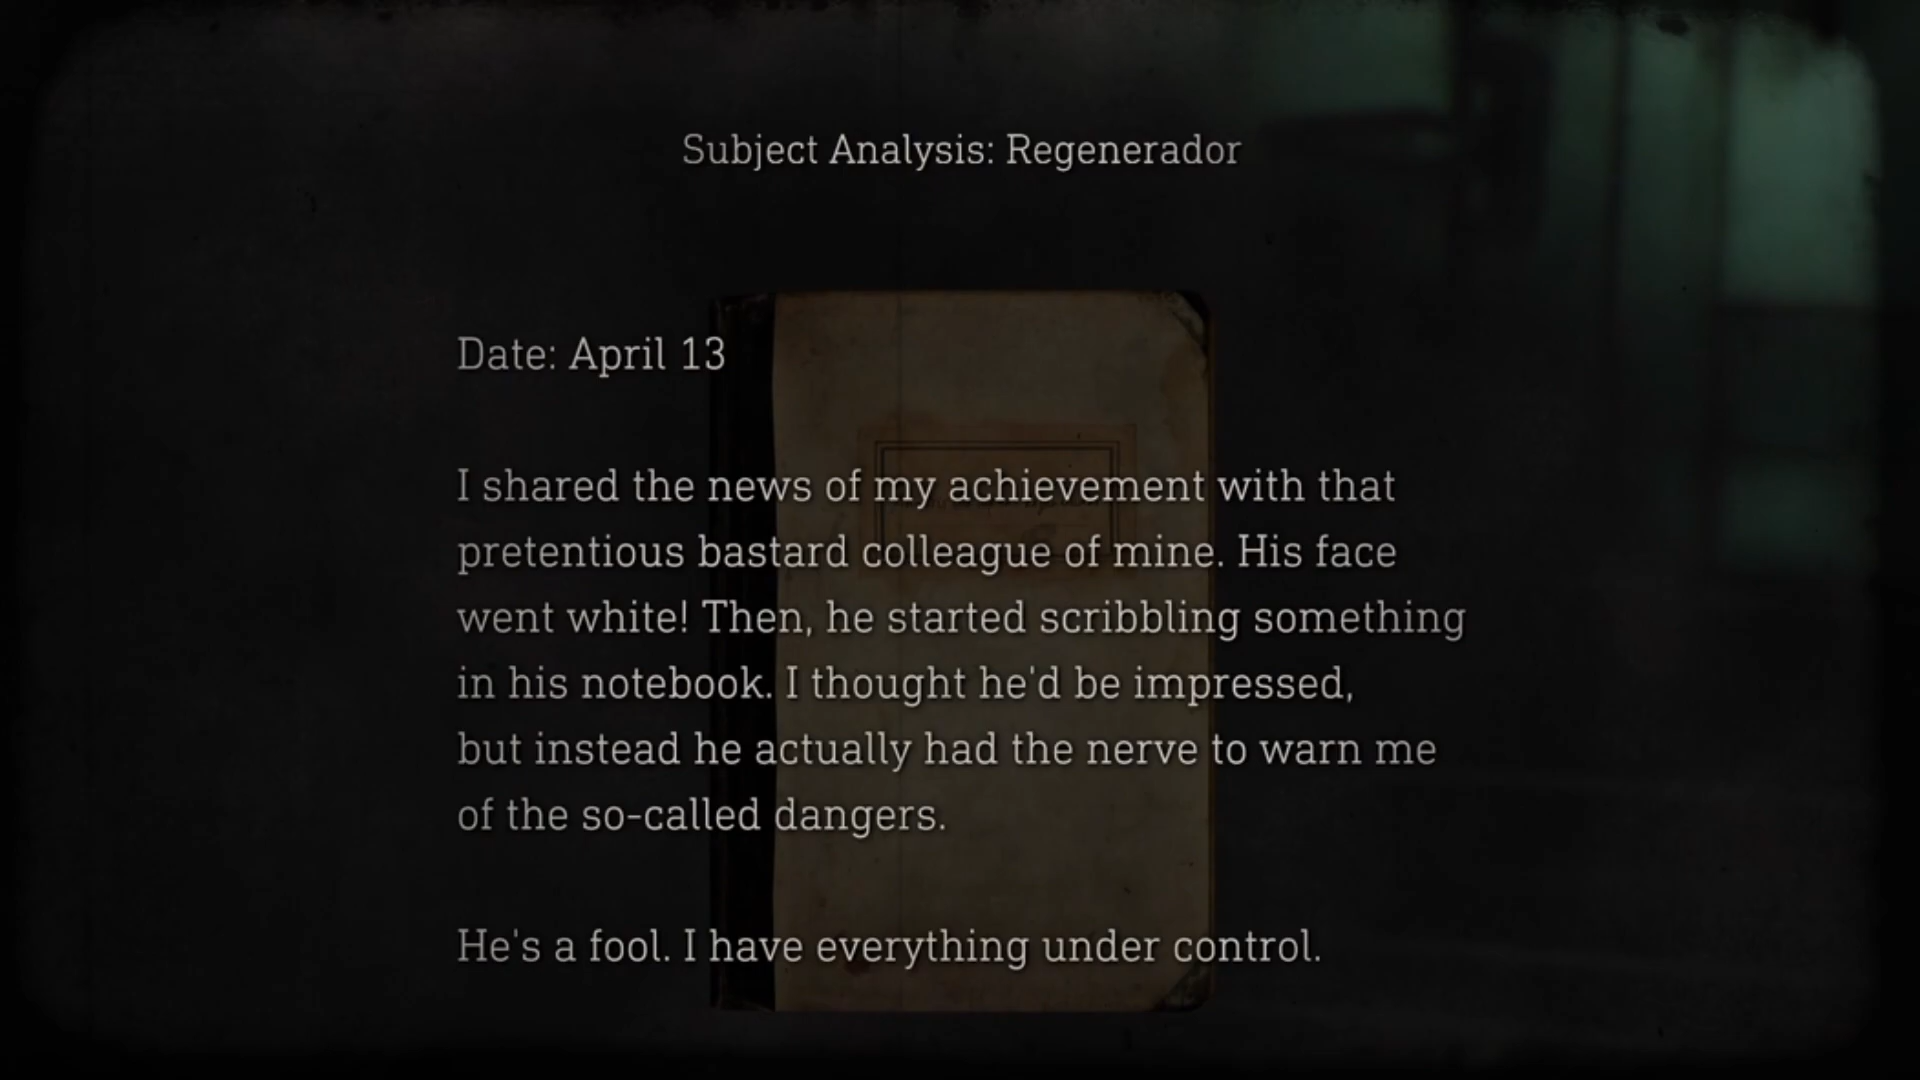 Subject Analysis: Regenerador
Date: April 13
I shared the news of my achievement with that
pretentious bastard colleague of mine. His face
went white! Then, he started scribbling something
in his notebook. I thought he'd be impressed,
but instead he actually had the nerve to warn me
of the so-called dangers.
He's a fool. I have everything under control.